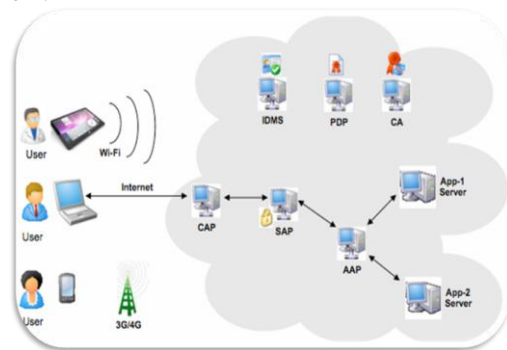 IDMS
PDP
CA
User
Wi-Fi
Internet
App-1
Server
User
CAP
SAP
AAP
User
3G/4G
App-2
Server